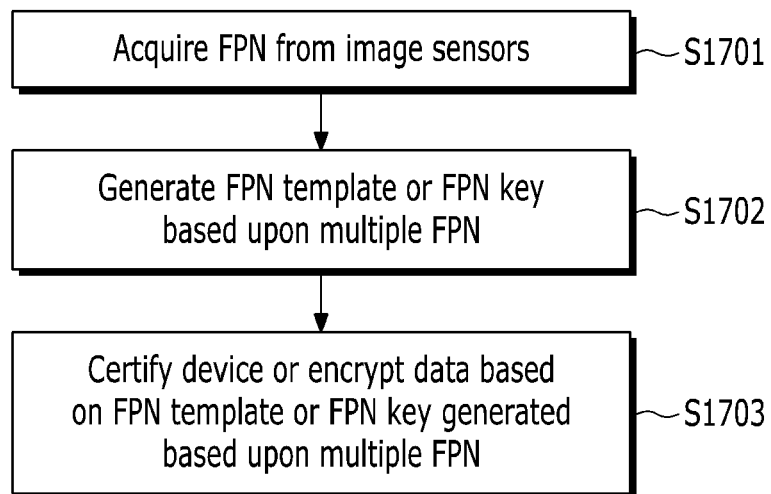 Acquire FPN from image sensors
S1701
Generate FPN template or FPN key
based upon multiple FPN
S1702
Certify device or encrypt data based
on FPN template or FPN key generated
based upon multiple FPN
S1703